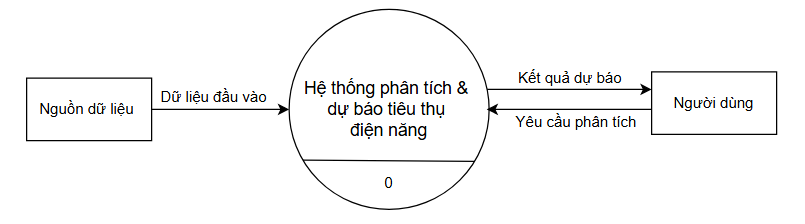 Nguồn dữ liệu
Dữ liệu đầu vào
Hệ thống phân tích &
dự báo tiêu thụ
điện năng
0
Kết quả dự báo
Yêu cầu phân tích
Người dùng